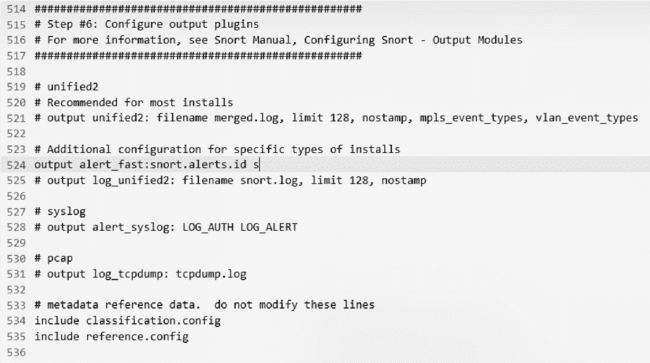 514 ###################################################
515 # Step #6: Configure output plugins
516 # For more information, see Snort Manual, Configuring Snort - Output Modules
517 ###################################################
518
519 # unified2
520 # Recommended for most installs
521 # output unified2: filename merged.log, limit 128, nostamp, mpls_event_types, vlan_event_types
522
523 # Additional configuration for specific types of installs
524 output alert_fast:snort.alerts.id s
525 # output log_unified2: filename snort.log, limit 128, nostamp
526
527 # syslog
528 # output alert_syslog: LOG_AUTH LOG_ALERT
529
530 # pcap
531 # output log_tcpdump: tcpdump.log
532
533 # metadata reference data.  do not modify these lines
534 include classification.config
535 include reference.config
536